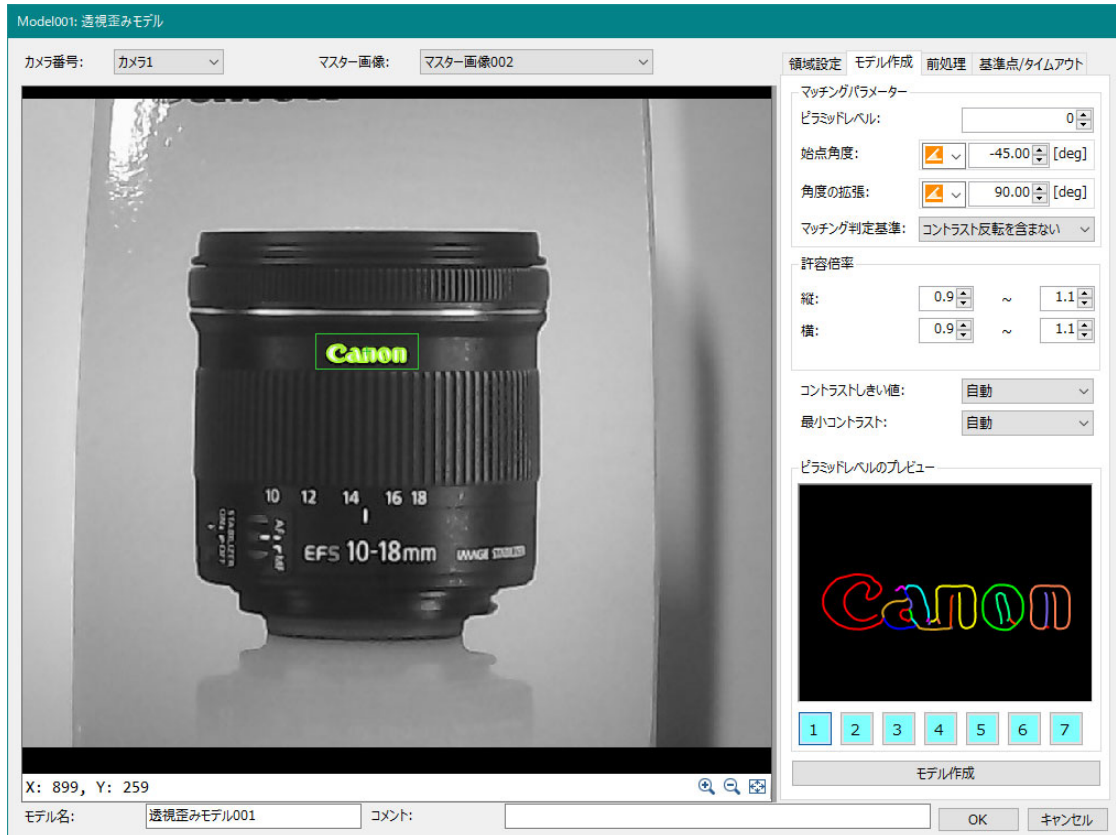 Model001: 透視歪みモデル
カメラ番号: カメラ1 マスター画像: マスター画像002
領域設定 モデル作成 前処理 基準点/タイムアウト
マッチングパラメーター
ピラミッドレベル: 0
始点角度: -45.00 [deg]
角度の拡張: 90.00 [deg]
マッチング判定基準: コントラスト反転を含まない
許容倍率
縦: 0.9 ~ 1.1
横: 0.9 ~ 1.1
コントラストしきい値: 自動
最小コントラスト: 自動
ピラミッドレベルのプレビュー
Canon
1 2 3 4 5 6 7
モデル作成
Canon
10 12 14 16 18
STABILIZER
ON OFF
AF MF
EFS 10-18mm IMAGE STABILIZER
X: 899, Y: 259
モデル名: 透視歪みモデル001 コメント:
OK キャンセル